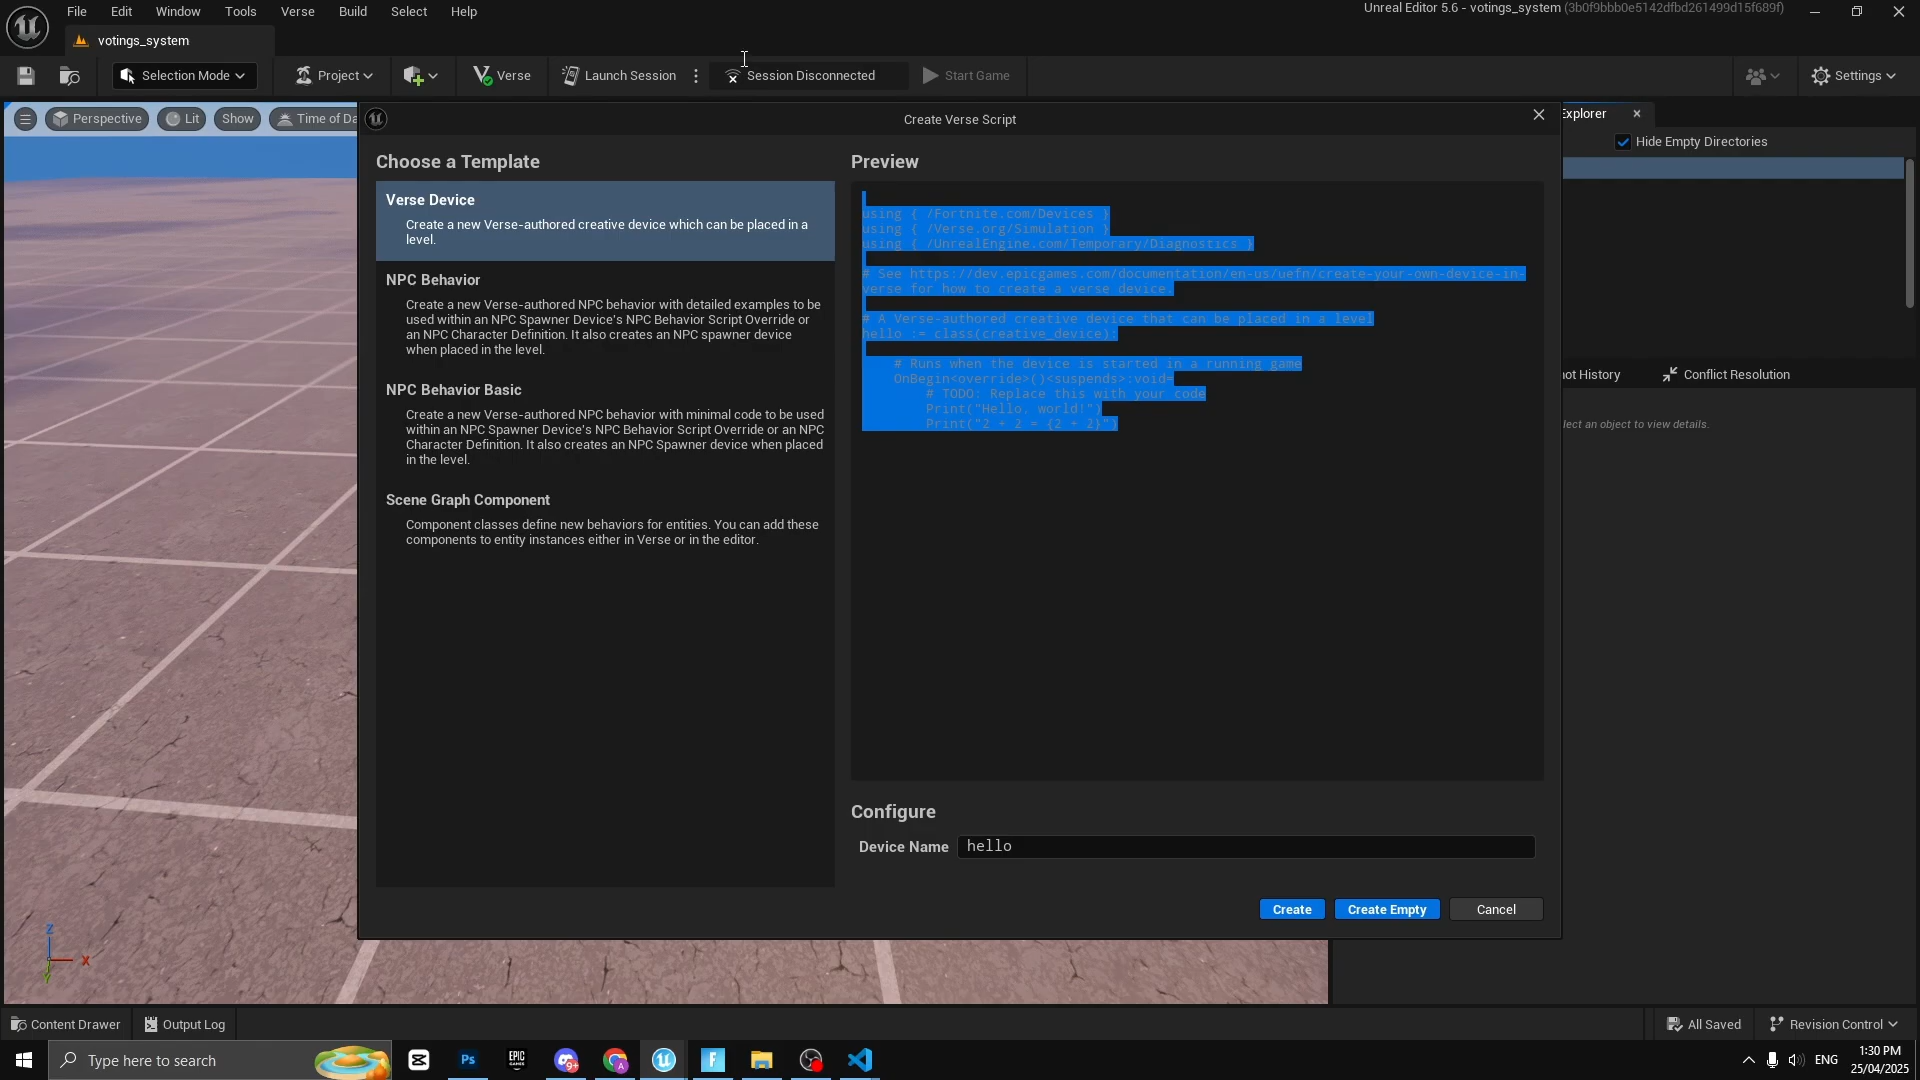 File Edit Window Tools Verse Build Select Help
Unreal Editor 5.6 - votings_system (3b0f9bbb0e5142dfbd261499d15f689f)
votings_system
Selection Mode Project Verse Launch Session Session Disconnected Start Game Settings
Perspective Lit Show Time of Da
Create Verse Script
Explorer
Hide Empty Directories
Choose a Template
Verse Device
Create a new Verse-authored creative device which can be placed in a
level.
NPC Behavior
Create a new Verse-authored NPC behavior with detailed examples to be
used within an NPC Spawner Device's NPC Behavior Script Override or
an NPC Character Definition. It also creates an NPC spawner device
when placed in the level.
NPC Behavior Basic
Create a new Verse-authored NPC behavior with minimal code to be used
within an NPC Spawner Device's NPC Behavior Script Override or an NPC
Character Definition. It also creates an NPC Spawner device when placed
in the level.
Scene Graph Component
Component classes define new behaviors for entities. You can add these
components to entity instances either in Verse or in the editor.
Preview
using { /Fortnite.com/Devices }
using { /Verse.org/Simulation }
using { /UnrealEngine.com/Temporary/Diagnostics }
# See https://dev.epicgames.com/documentation/en-us/uefn/create-your-own-device-in-
verse for how to create a verse device.
# A Verse-authored creative device that can be placed in a level
hello := class(creative_device):
# Runs when the device is started in a running game
OnBegin<override>()<suspends>:void=
# TODO: Replace this with your code
Print("Hello, world!")
Print("2 + 2 = {2 + 2}")
Configure
Device Name hello
Create Create Empty Cancel
hot History Conflict Resolution
lect an object to view details.
Z
X
Y
Content Drawer Output Log All Saved Revision Control
Type here to search
Ps
EPIC
GAMES
9+
ENG
1:30 PM
25/04/2025